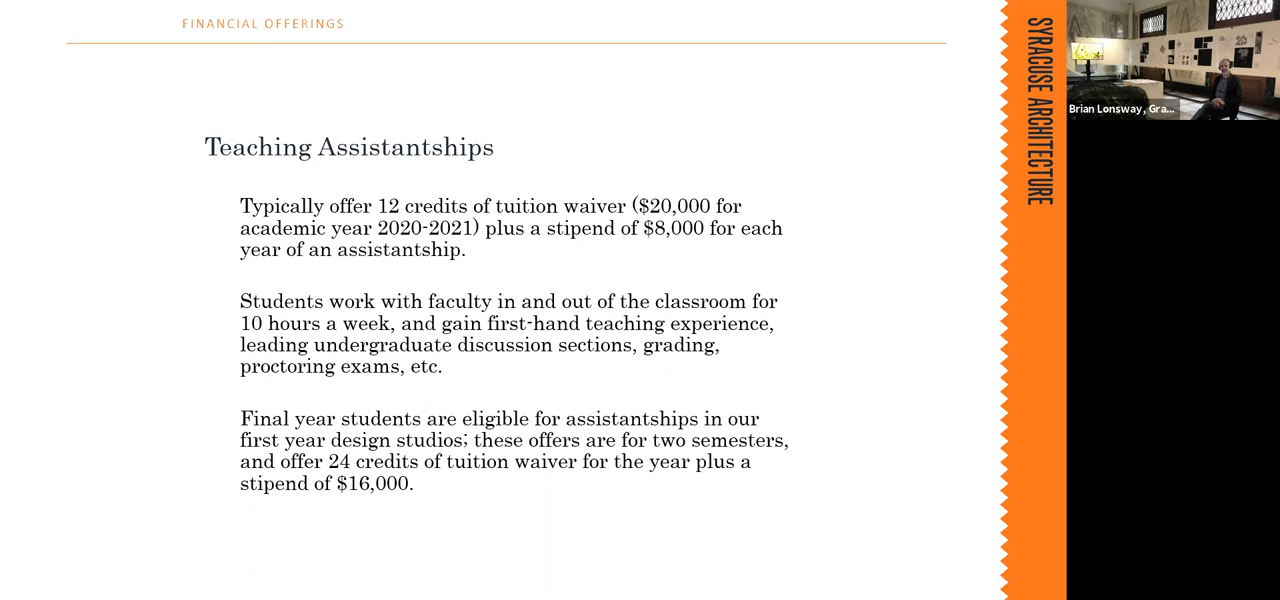 FINANCIAL OFFERINGS
Teaching Assistantships
Typically offer 12 credits of tuition waiver ($20,000 for
academic year 2020-2021) plus a stipend of $8,000 for each
year of an assistantship.
Students work with faculty in and out of the classroom for
10 hours a week, and gain first-hand teaching experience,
leading undergraduate discussion sections, grading,
proctoring exams, etc.
Final year students are eligible for assistantships in our
first year design studios; these offers are for two semesters,
and offer 24 credits of tuition waiver for the year plus a
stipend of $16,000.
SYRACUSE ARCHITECTURE
Brian Lonsway, Gra...